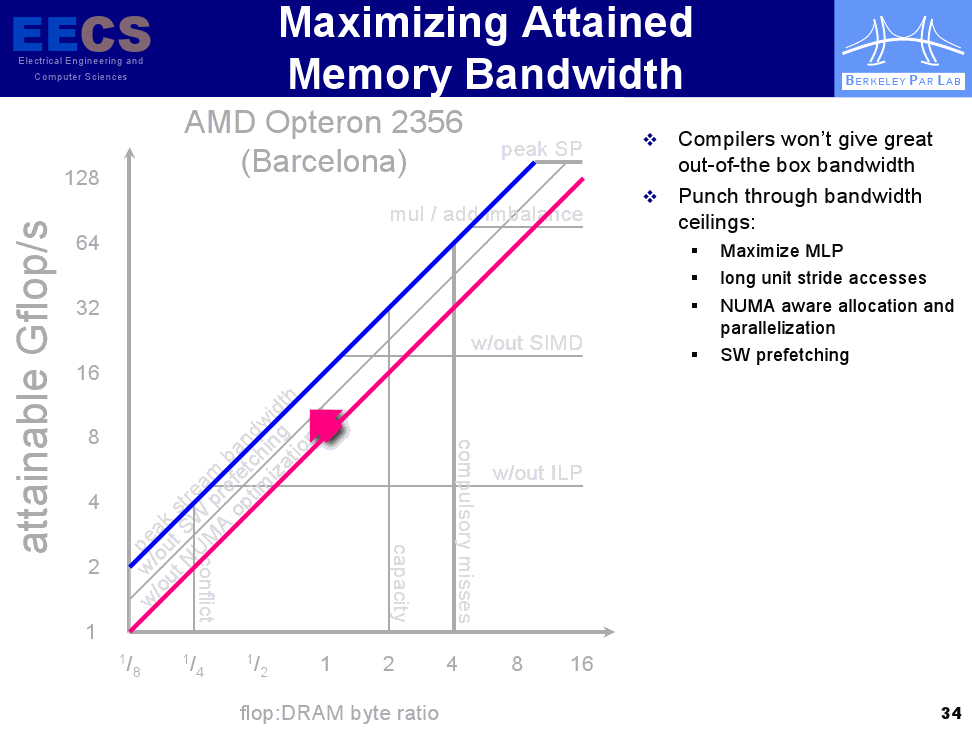 EECS
Electrical Engineering and
Computer Sciences
Maximizing Attained
Memory Bandwidth
BERKELEY PAR LAB
AMD Opteron 2356
(Barcelona)
attainable Gflop/s
128
64
32
16
8
4
2
1
peak SP
mul / add imbalance
w/out SIMD
w/out ILP
peak stream bandwidth
w/out SW prefetching
w/out NUMA optimization
conflict
capacity
compulsory misses
1/8 1/4 1/2 1 2 4 8 16
flop:DRAM byte ratio
❖ Compilers won’t give great
out-of-the box bandwidth
❖ Punch through bandwidth
ceilings:
▪ Maximize MLP
▪ long unit stride accesses
▪ NUMA aware allocation and
parallelization
▪ SW prefetching
34